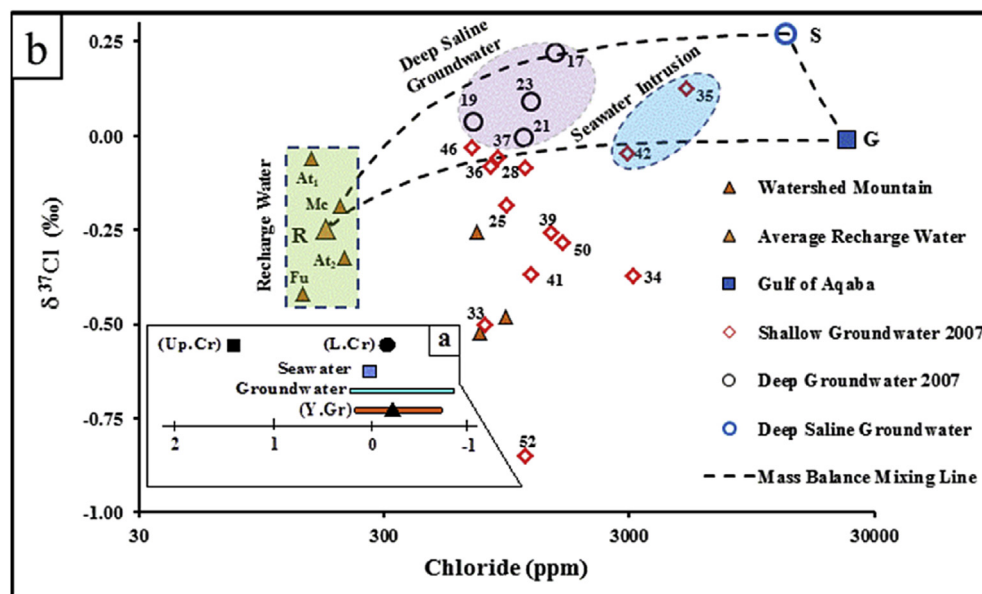 b
0.25
0.00
-0.25
-0.50
-0.75
-1.00
δ 37Cl (‰)
30
300
3000
30000
Chloride (ppm)
Deep Saline
Groundwater
Seawater Intrusion
Recharge Water
S
G
R
17
23
19
21
35
42
46
37
36
28
25
39
50
41
34
33
52
At1
Me
At2
Fu
Watershed Mountain
Average Recharge Water
Gulf of Aqaba
Shallow Groundwater 2007
Deep Groundwater 2007
Deep Saline Groundwater
Mass Balance Mixing Line
a
(Up.Cr)
(L.Cr)
Seawater
Groundwater
(Y.Gr)
2
1
0
-1